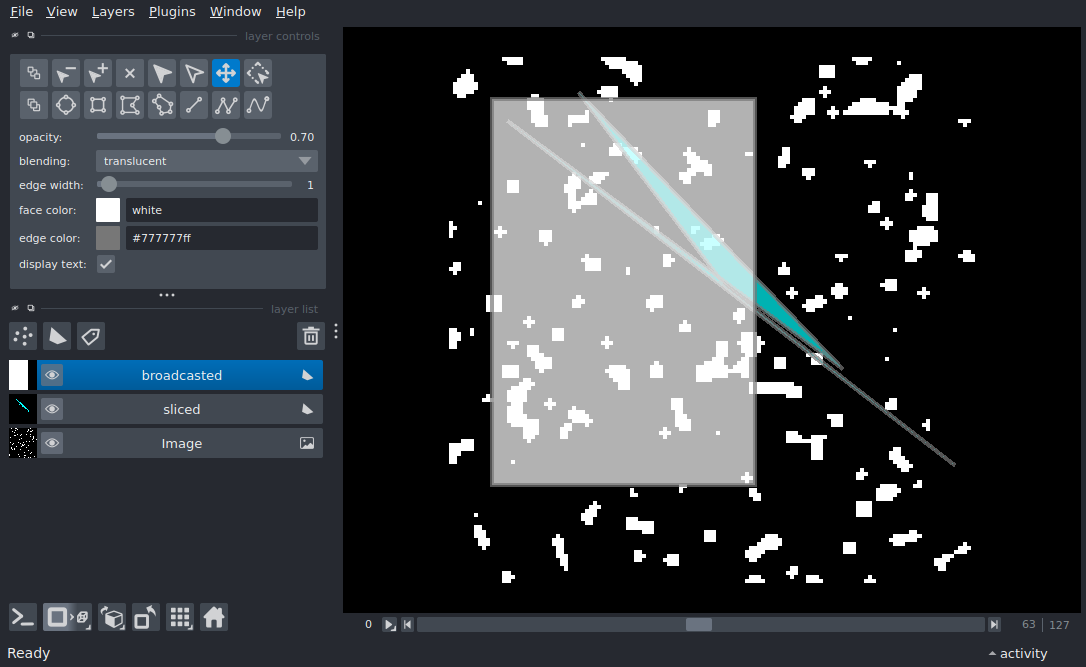 File View Layers Plugins Window Help
layer controls
opacity: 0.70
blending: translucent
edge width: 1
face color: white
edge color: #777777ff
display text:
layer list
broadcasted
sliced
Image
0 63 127
Ready activity